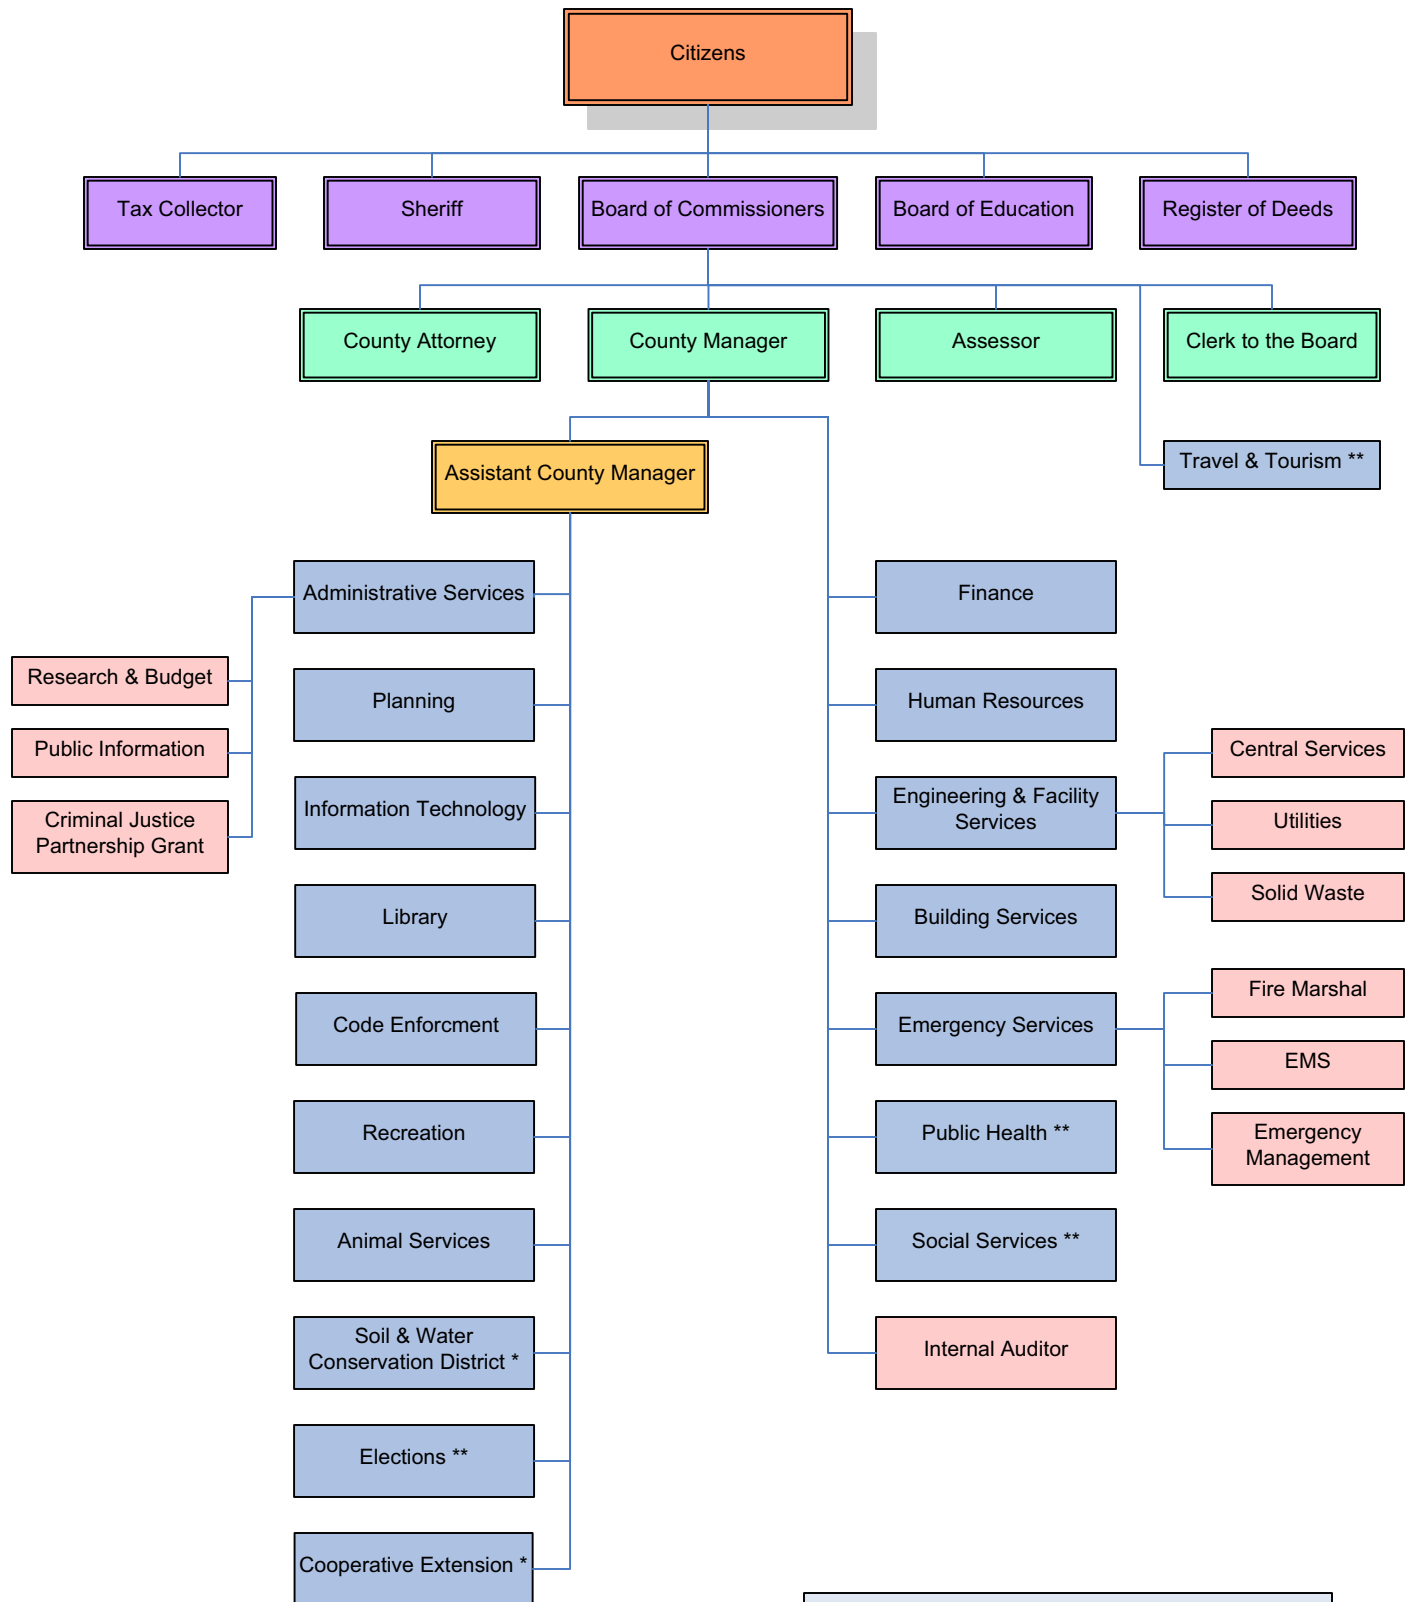 Citizens
Tax Collector
Sheriff
Board of Commissioners
Board of Education
Register of Deeds
County Attorney
County Manager
Assessor
Clerk to the Board
Assistant County Manager
Travel & Tourism **
Administrative Services
Finance
Research & Budget
Planning
Human Resources
Public Information
Central Services
Criminal Justice
Partnership Grant
Information Technology
Engineering & Facility
Services
Utilities
Library
Building Services
Solid Waste
Code Enforcment
Emergency Services
Fire Marshal
EMS
Recreation
Public Health **
Emergency
Management
Animal Services
Social Services **
Soil & Water
Conservation District *
Internal Auditor
Elections **
Cooperative Extension *